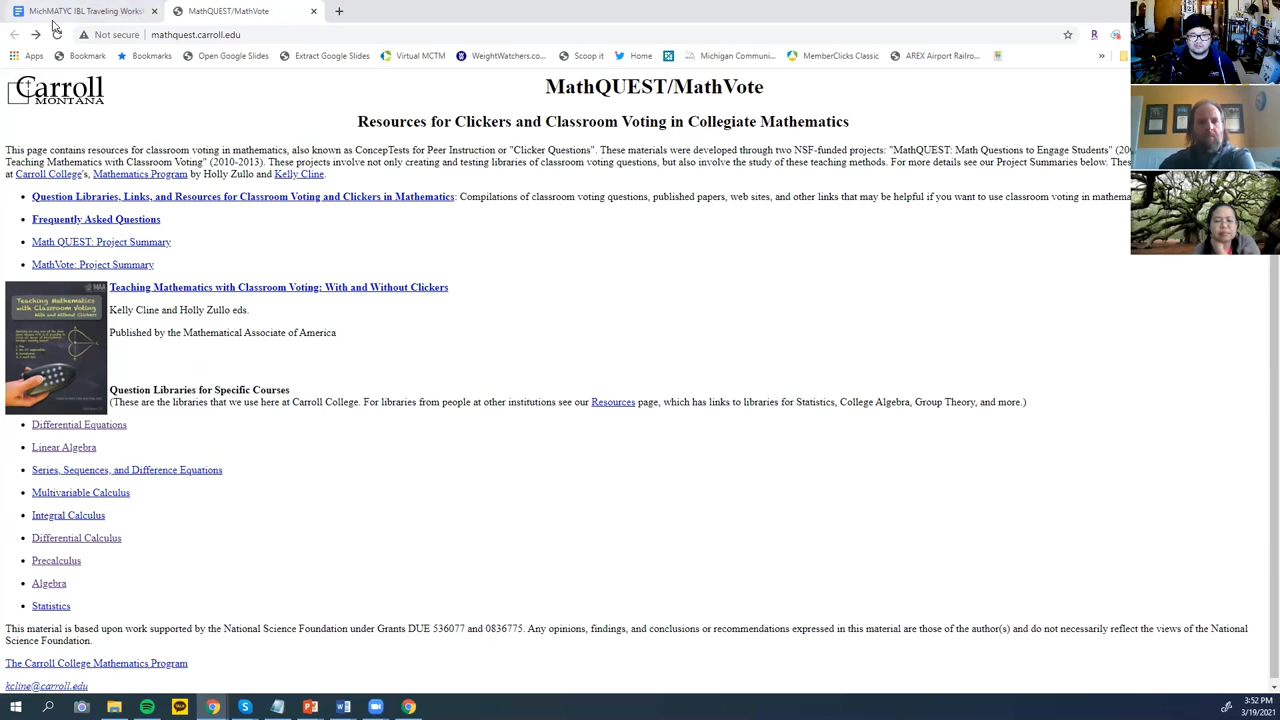 MichMATYC IBL Traveling Works
MathQUEST/MathVote
Not secure | mathquest.carroll.edu
Apps Bookmark Bookmarks Open Google Slides Extract Google Slides Virtual MCTM WeightWatchers.com... Scoop it Home Michigan Communi... MemberClicks Classic AREX Airport Railro... »
Carroll
MONTANA
MathQUEST/MathVote
Resources for Clickers and Classroom Voting in Collegiate Mathematics
This page contains resources for classroom voting in mathematics, also known as ConcepTests for Peer Instruction or "Clicker Questions". These materials were developed through two NSF-funded projects: "MathQUEST: Math Questions to Engage Students" (20
Teaching Mathematics with Classroom Voting" (2010-2013). These projects involve not only creating and testing libraries of classroom voting questions, but also involve the study of these teaching methods. For more details see our Project Summaries below. These
at Carroll College's, Mathematics Program by Holly Zullo and Kelly Cline.
• Question Libraries, Links, and Resources for Classroom Voting and Clickers in Mathematics: Compilations of classroom voting questions, published papers, web sites, and other links that may be helpful if you want to use classroom voting in mathema
• Frequently Asked Questions
• Math QUEST: Project Summary
• MathVote: Project Summary
MAA
Teaching Mathematics
with Classroom Voting
With and Without Clickers
Teaching Mathematics with Classroom Voting: With and Without Clickers
Kelly Cline and Holly Zullo eds.
Published by the Mathematical Associate of America
Question Libraries for Specific Courses
(These are the libraries that we use here at Carroll College. For libraries from people at other institutions see our Resources page, which has links to libraries for Statistics, College Algebra, Group Theory, and more.)
• Differential Equations
• Linear Algebra
• Series, Sequences, and Difference Equations
• Multivariable Calculus
• Integral Calculus
• Differential Calculus
• Precalculus
• Algebra
• Statistics
This material is based upon work supported by the National Science Foundation under Grants DUE 536077 and 0836775. Any opinions, findings, and conclusions or recommendations expressed in this material are those of the author(s) and do not necessarily reflect the views of the National
Science Foundation.
The Carroll College Mathematics Program
kcline@carroll.edu
3:52 PM
3/19/2021